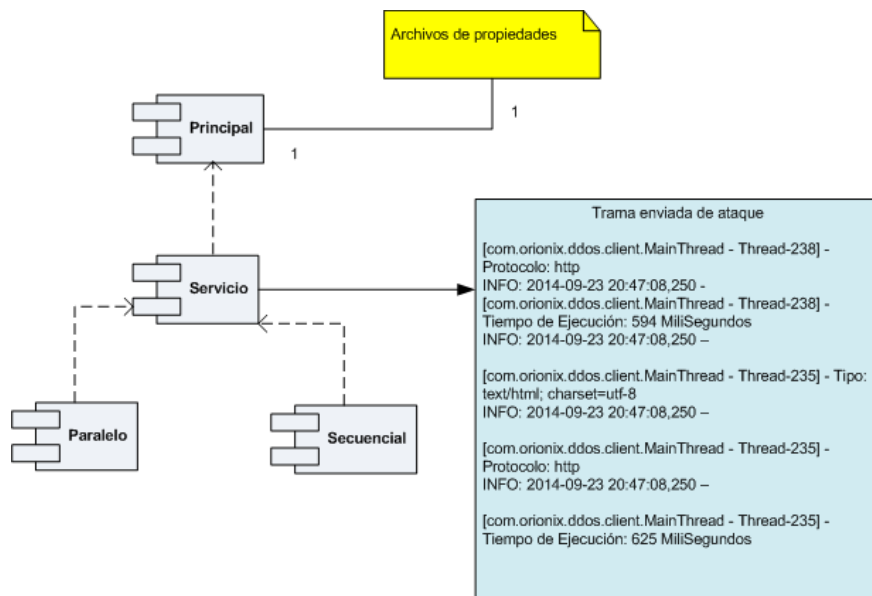 Archivos de propiedades
1
Principal
1
Servicio
Paralelo
Secuencial
Trama enviada de ataque
[com.orionix.ddos.client.MainThread - Thread-238] -
Protocolo: http
INFO: 2014-09-23 20:47:08,250 -
[com.orionix.ddos.client.MainThread - Thread-238] -
Tiempo de Ejecución: 594 MiliSegundos
INFO: 2014-09-23 20:47:08,250 –
[com.orionix.ddos.client.MainThread - Thread-235] - Tipo:
text/html; charset=utf-8
INFO: 2014-09-23 20:47:08,250 –
[com.orionix.ddos.client.MainThread - Thread-235] -
Protocolo: http
INFO: 2014-09-23 20:47:08,250 –
[com.orionix.ddos.client.MainThread - Thread-235] -
Tiempo de Ejecución: 625 MiliSegundos